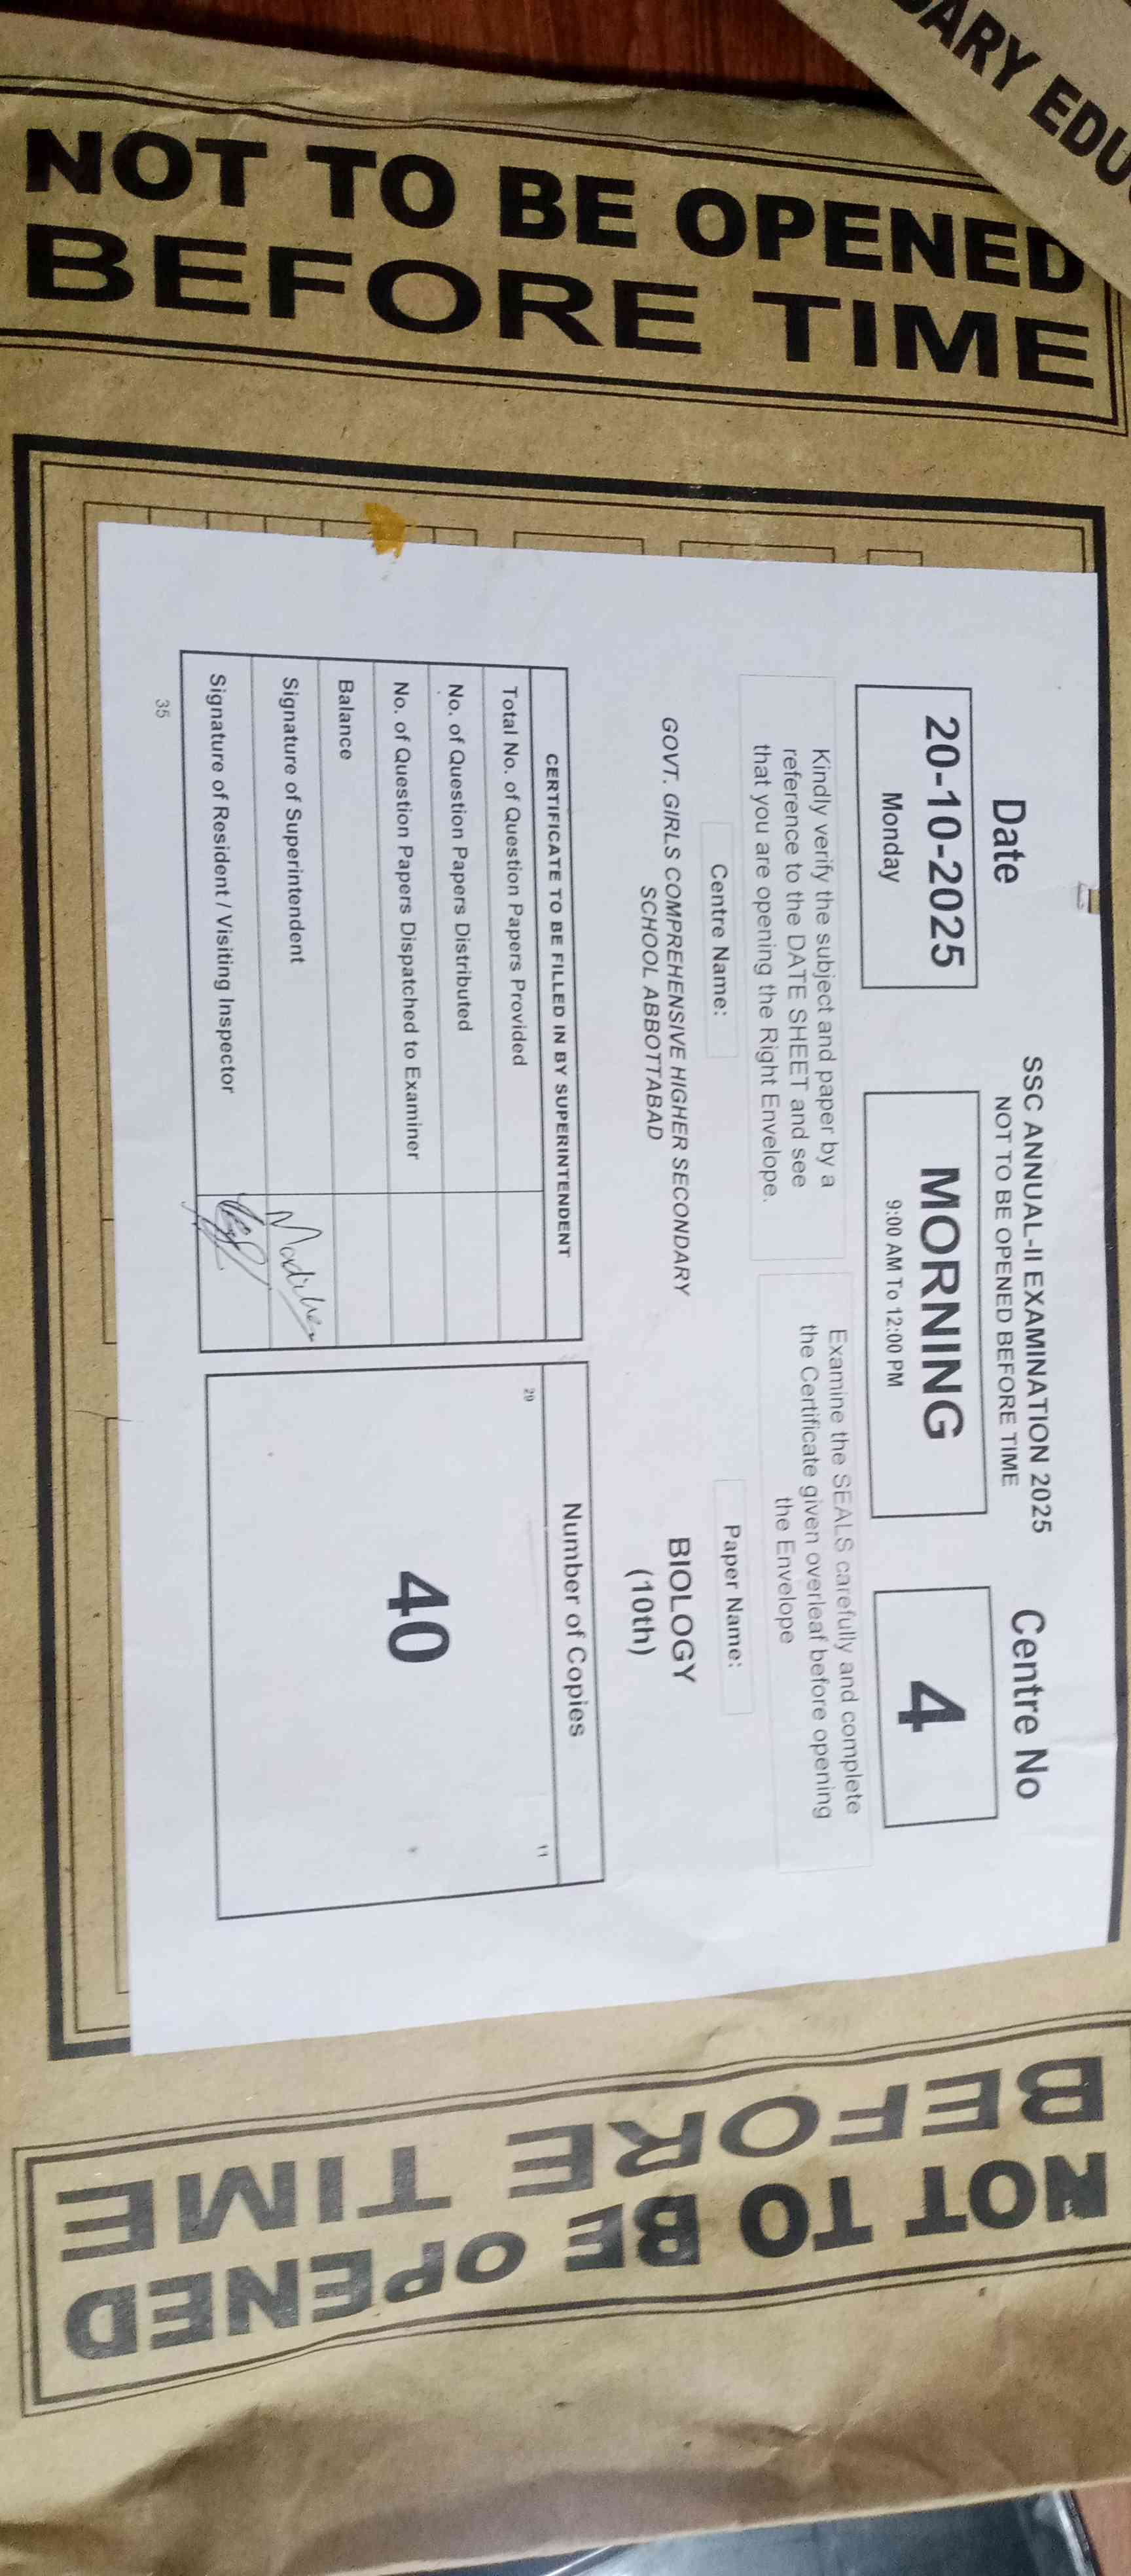 DARY EDUC
NOT TO BE OPENED
BEFORE TIME
SSC ANNUAL-II EXAMINATION 2025
NOT TO BE OPENED BEFORE TIME
Date
20-10-2025
Monday
MORNING
9:00 AM To 12:00 PM
Centre No
4
Kindly verify the subject and paper by a
reference to the DATE SHEET and see
that you are opening the Right Envelope.
Examine the SEALS carefully and complete
the Certificate given overleaf before opening
the Envelope
Centre Name:
GOVT. GIRLS COMPREHENSIVE HIGHER SECONDARY
SCHOOL ABBOTTABAD
Paper Name:
BIOLOGY
(10th)
CERTIFICATE TO BE FILLED IN BY SUPERINTENDENT
Total No. of Question Papers Provided
No. of Question Papers Distributed
No. of Question Papers Dispatched to Examiner
Balance
Signature of Superintendent
Signature of Resident / Visiting Inspector
35
Number of Copies
29
11
40
NOT TO BE OPENED
BEFORE TIME